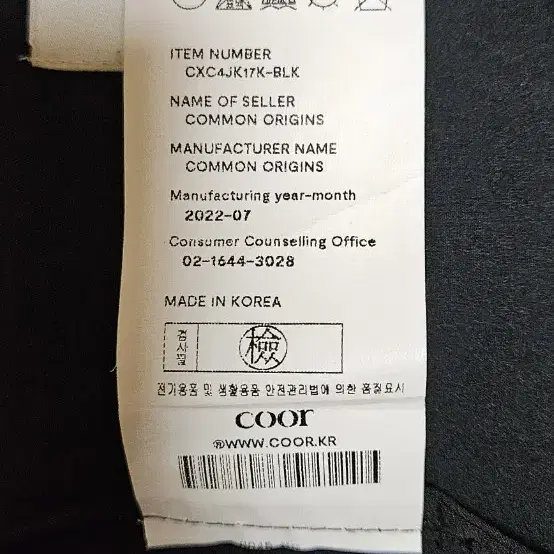 ITEM NUMBER
CXC4JK17K-BLK
NAME OF SELLER
COMMON ORIGINS
MANUFACTURER NAME
COMMON ORIGINS
Manufacturing year-month
2022-07
Consumer Counselling Office
02-1644-3028
MADE IN KOREA
검사필
檢
전기용품 및 생활용품 안전관리법에 의한 품질표시
coor
WWW.COOR.KR